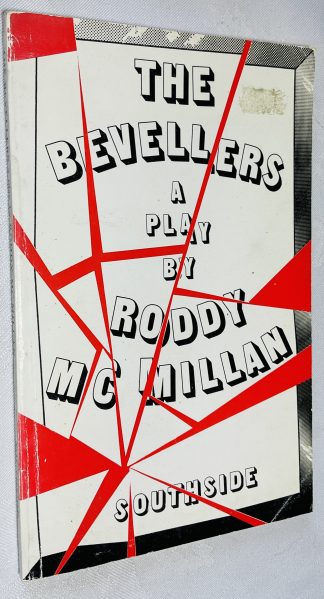 THE
BEVELLERS
A
PLAY
BY
RODDY
MC MILLAN
SOUTHSIDE